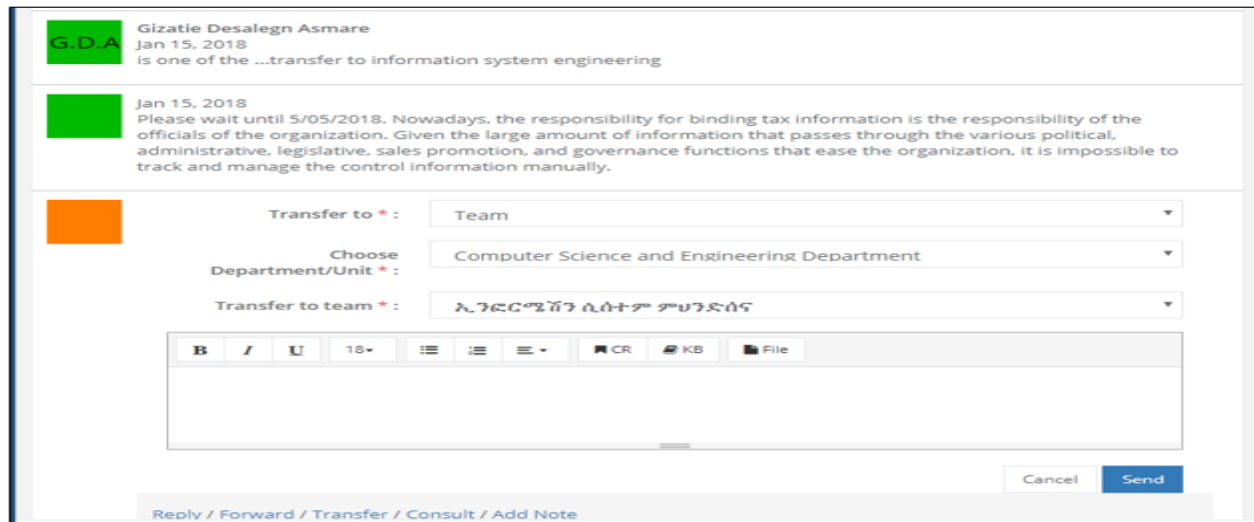 G.D.A
Gizatie Desalegn Asmare
Jan 15, 2018
is one of the ...transfer to information system engineering
Jan 15, 2018
Please wait until 5/05/2018. Nowadays, the responsibility for binding tax information is the responsibility of the
officials of the organization. Given the large amount of information that passes through the various political,
administrative, legislative, sales promotion, and governance functions that ease the organization, it is impossible to
track and manage the control information manually.
Transfer to * : Team
Choose
Department/Unit * : Computer Science and Engineering Department
Transfer to team * : ኢንፎርሜሽን ሲስተም ምህንድስና
B I U 18 CR KB File
Cancel Send
Reply / Forward / Transfer / Consult / Add Note